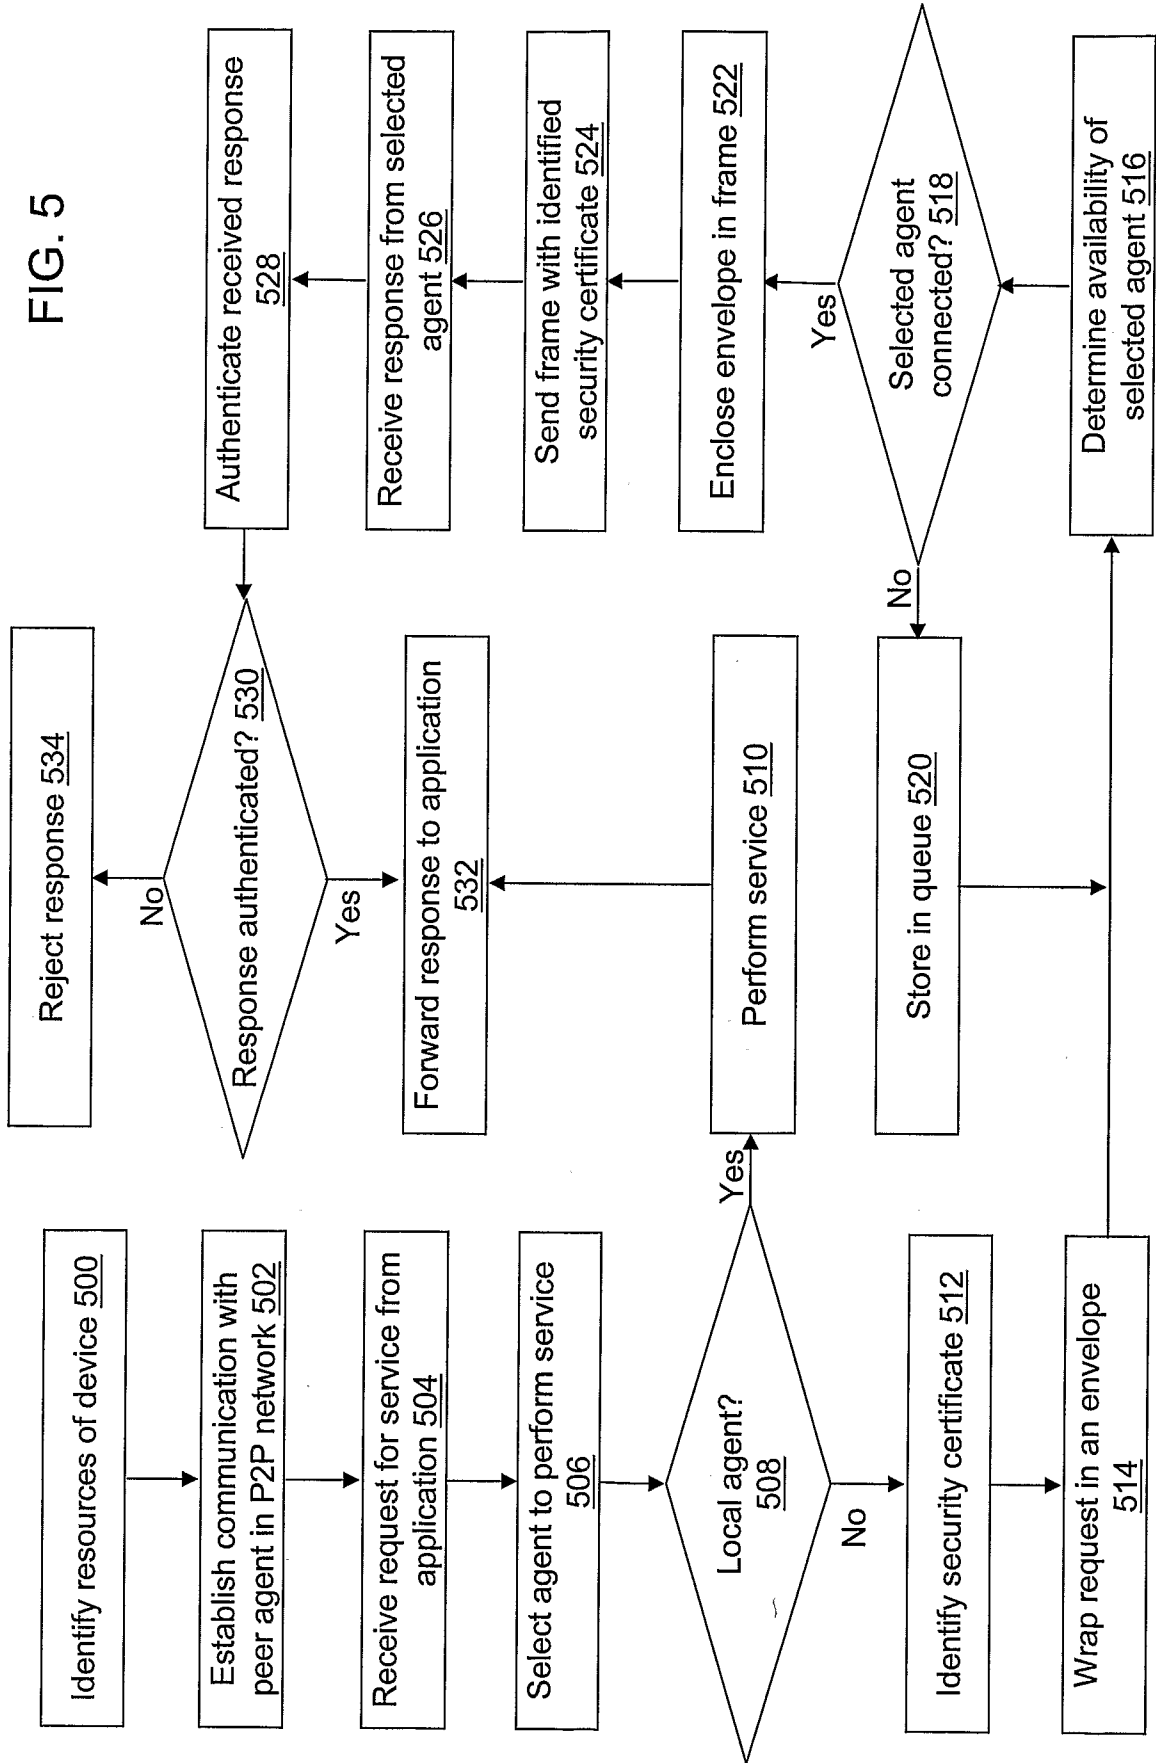 FIG. 5
Identify resources of device 500
Establish communication with
peer agent in P2P network 502
Receive request for service from
application 504
Select agent to perform service
506
Local agent?
508
Yes
No
Identify security certificate 512
Wrap request in an envelope
514
Reject response 534
No
Response authenticated? 530
Yes
Forward response to application
532
Perform service 510
Store in queue 520
No
Authenticate received response
528
Receive response from selected
agent 526
Send frame with identified
security certificate 524
Enclose envelope in frame 522
Yes
Selected agent
connected? 518
Determine availability of
selected agent 516